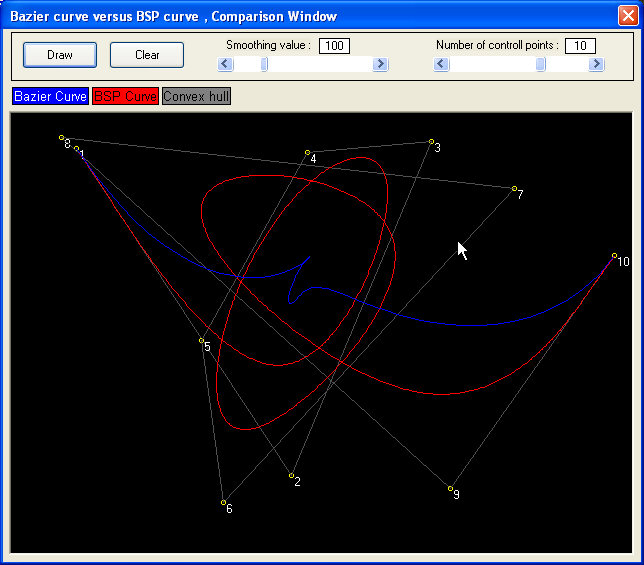 Bazier curve versus BSP curve , Comparison Window
Draw Clear Smoothing value : 100 Number of controll points : 10
Bazier Curve BSP Curve Convex hull
8 1 4 3
7
10
5
2
6 9